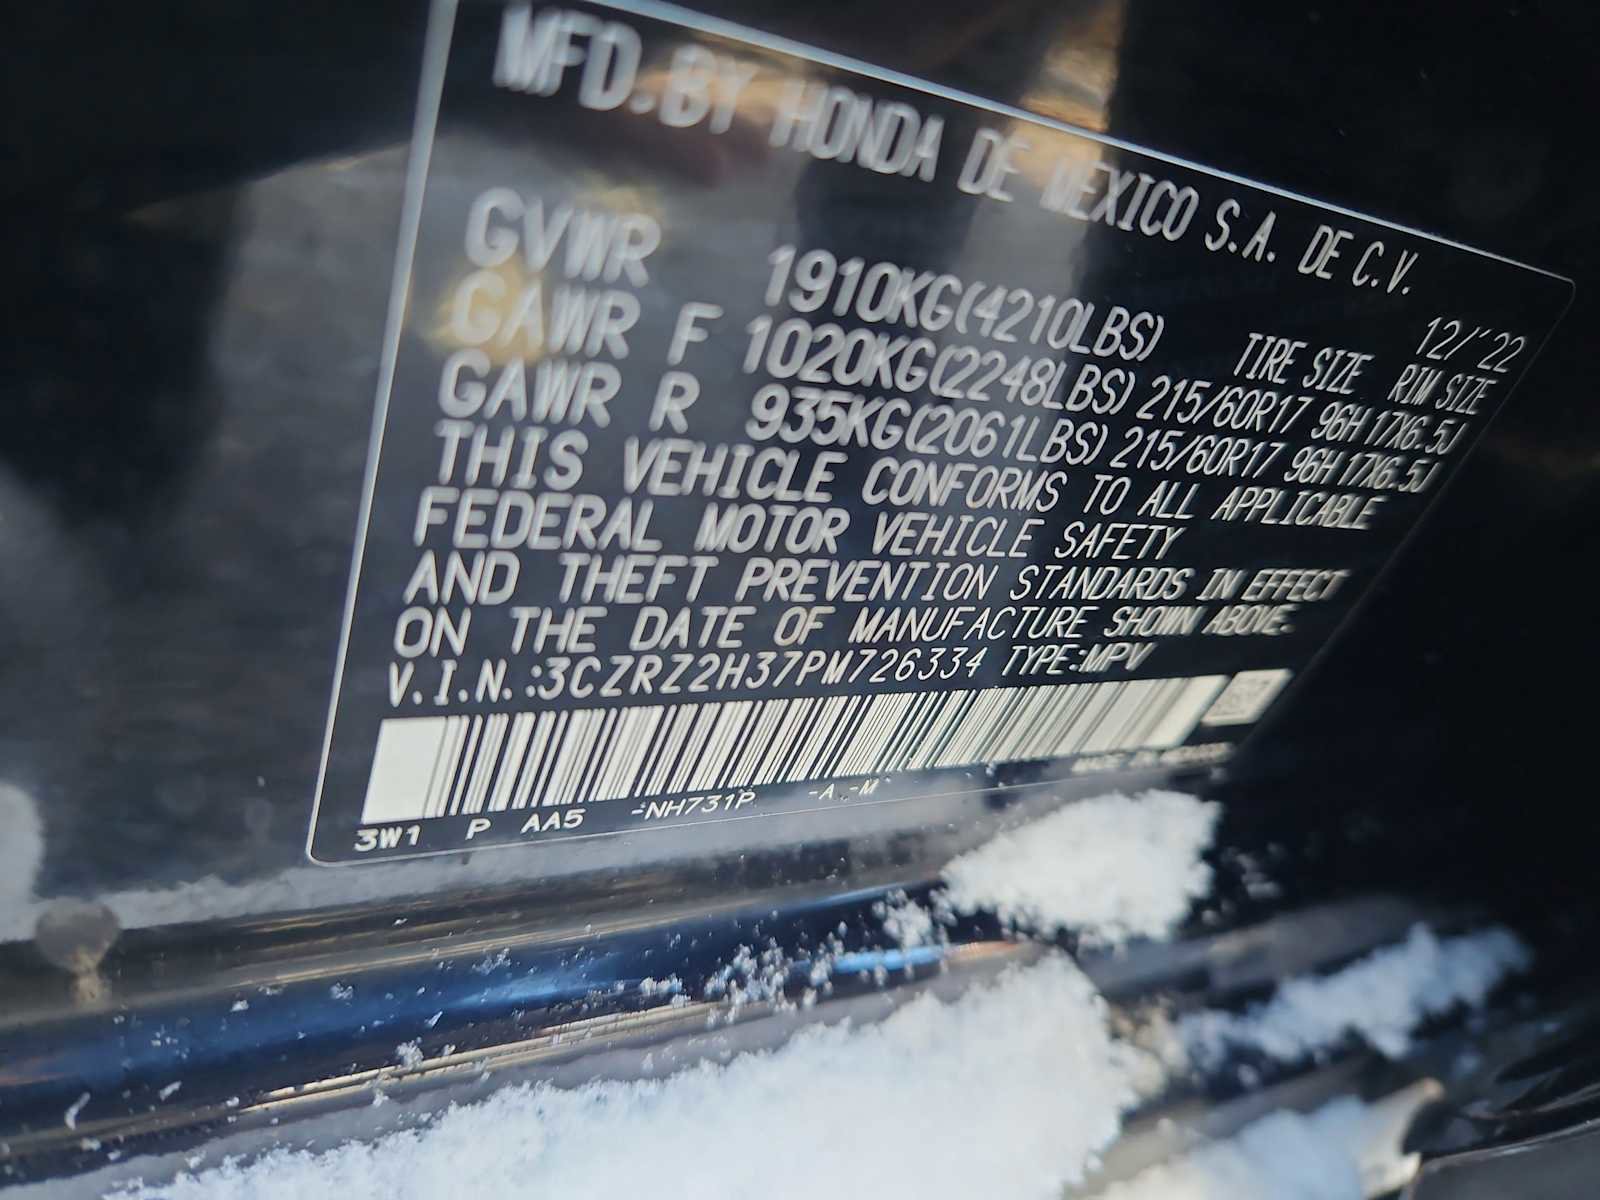 MFD. BY HONDA DE MEXICO S.A. DE C.V.
12/'22
GVWR 1910KG(4210LBS) TIRE SIZE RIM SIZE
GAWR F 1020KG(2248LBS) 215/60R17 96H 17X6.5J
GAWR R 935KG(2061LBS) 215/60R17 96H 17X6.5J
THIS VEHICLE CONFORMS TO ALL APPLICABLE
FEDERAL MOTOR VEHICLE SAFETY
AND THEFT PREVENTION STANDARDS IN EFFECT
ON THE DATE OF MANUFACTURE SHOWN ABOVE.
V.I.N.:3CZRZ2H37PM726334 TYPE:MPV
MADE IN MEXICO
3W1 P AA5 -NH731P -A -M